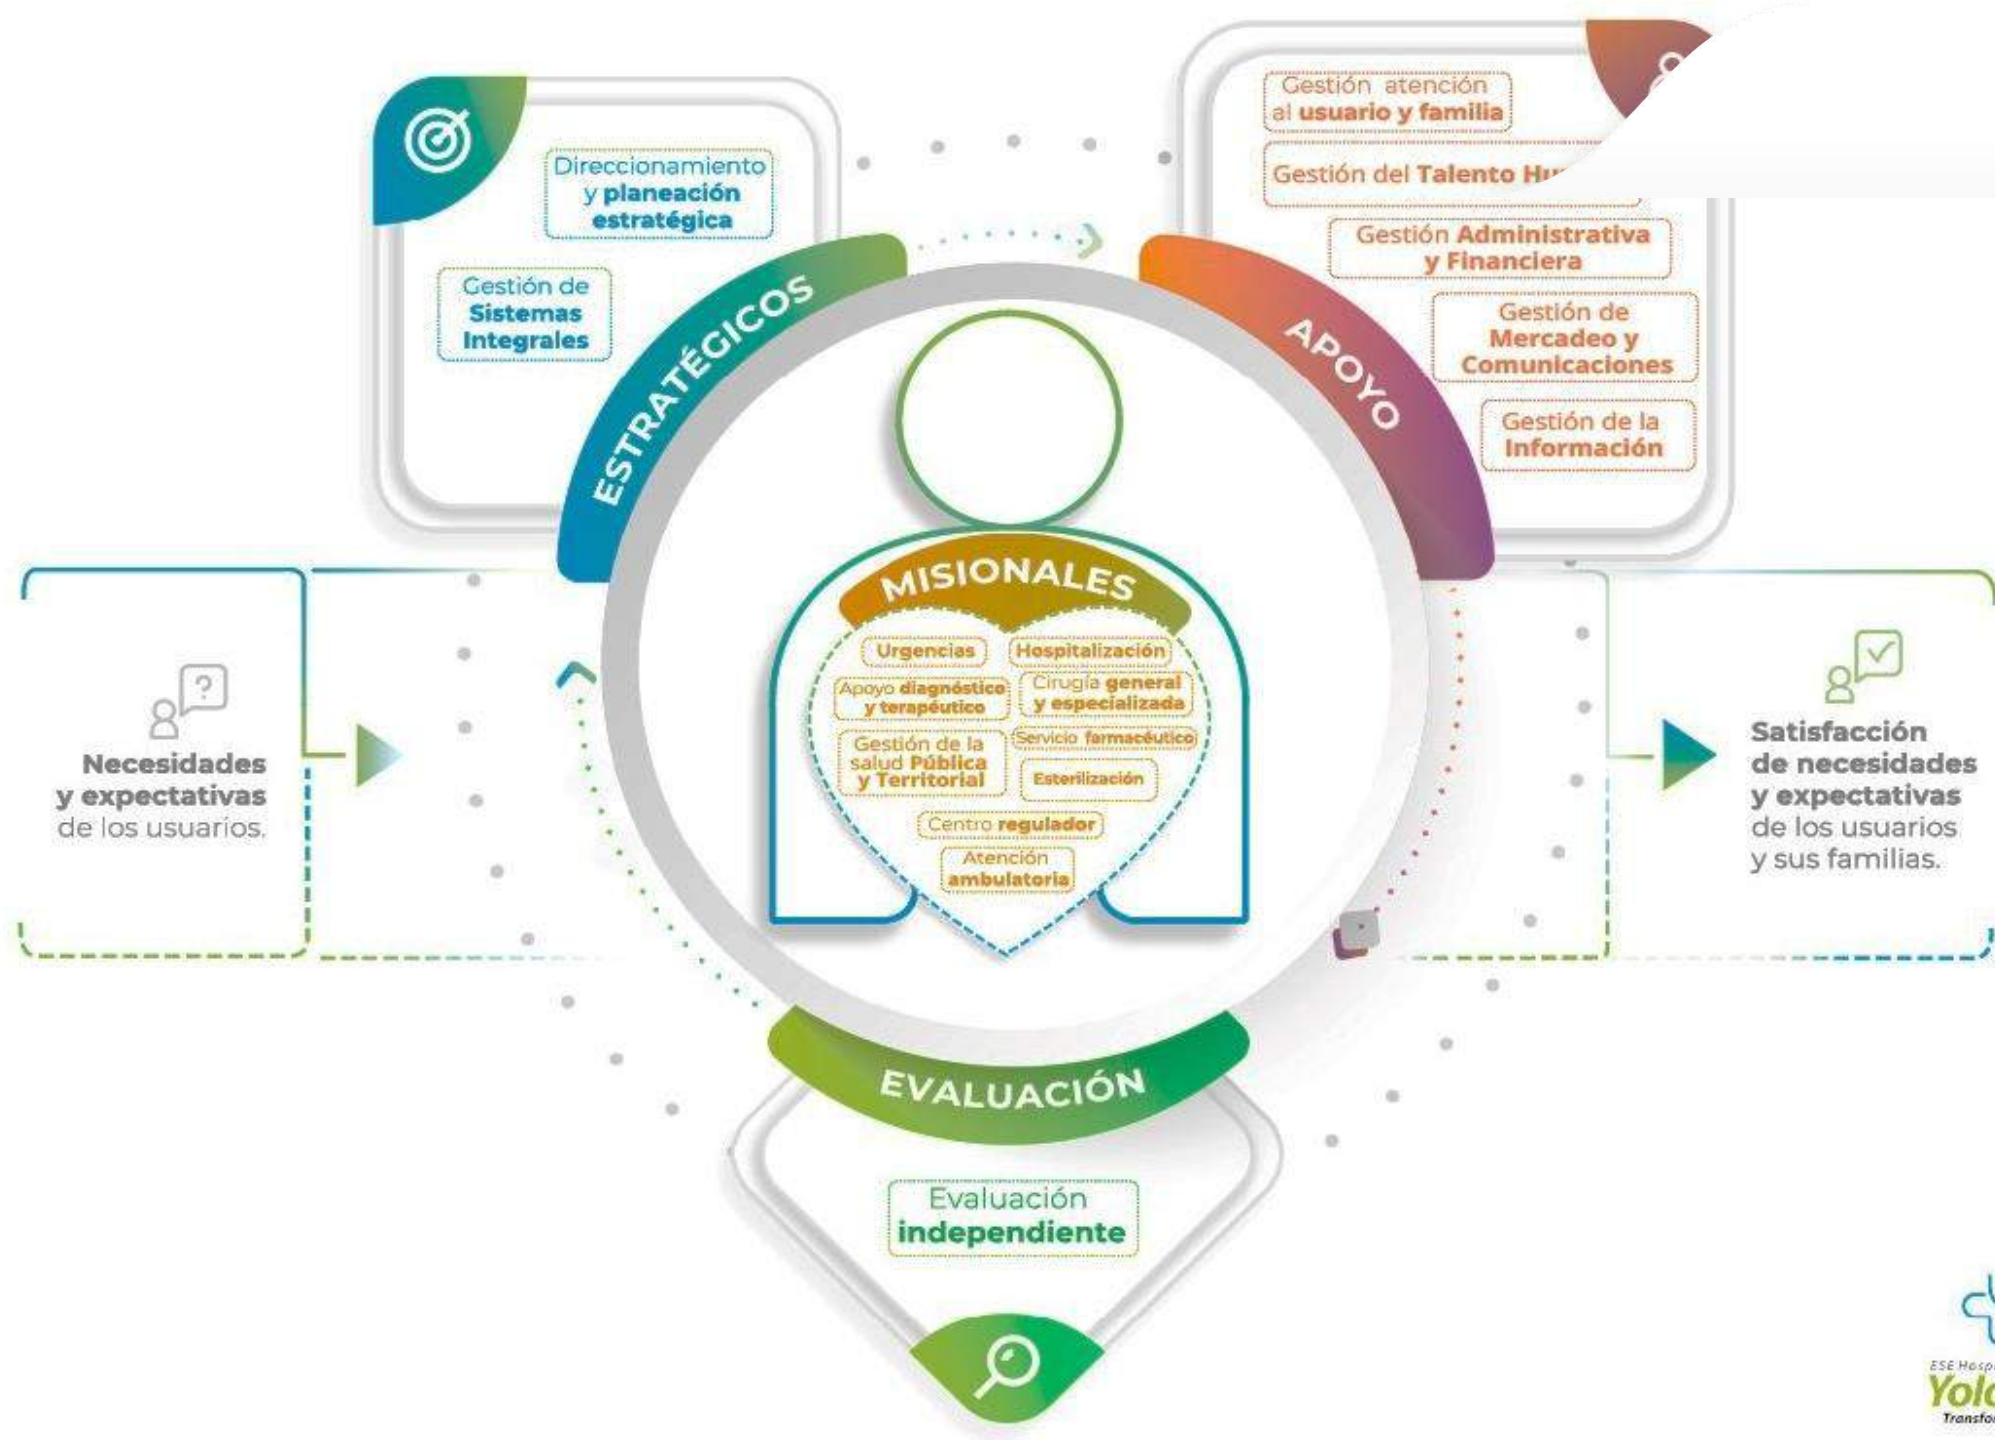 Direccionamiento
y planeación
estratégica
Gestión de
Sistemas
Integrales
ESTRATÉGICOS
Gestión atención
al usuario y familia
Gestión del Talento
Gestión Administrativa
y Financiera
Gestión de
Mercadeo y
Comunicaciones
Gestión de la
Información
APOYO
Necesidades
y expectativas
de los usuarios.
MISIONALES
Urgencias
Hospitalización
Apoyo diagnóstico
y terapéutico
Cirugía general
y especializada
Gestión de la
salud Pública
y Territorial
Servicio farmacéutico
Esterilización
Centro regulador
Atención
ambulatoria
Satisfacción
de necesidades
y expectativas
de los usuarios
y sus familias.
EVALUACIÓN
Evaluación
independiente
ESE